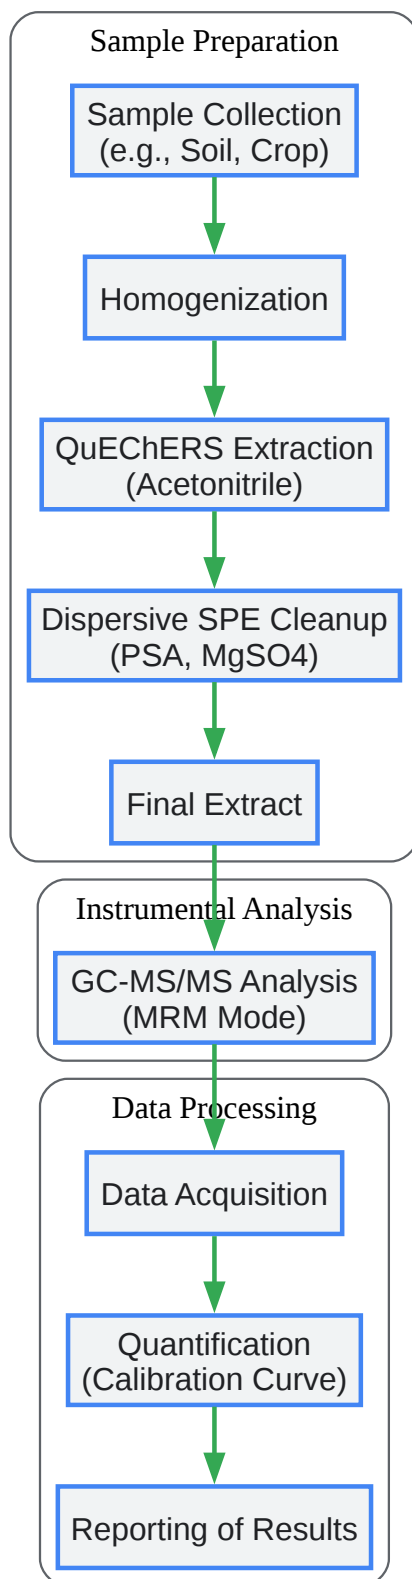 Sample Preparation
Sample Collection
(e.g., Soil, Crop)
Homogenization
QuEChERS Extraction
(Acetonitrile)
Dispersive SPE Cleanup
(PSA, MgSO4)
Final Extract
Instrumental Analysis
GC-MS/MS Analysis
(MRM Mode)
Data Processing
Data Acquisition
Quantification
(Calibration Curve)
Reporting of Results